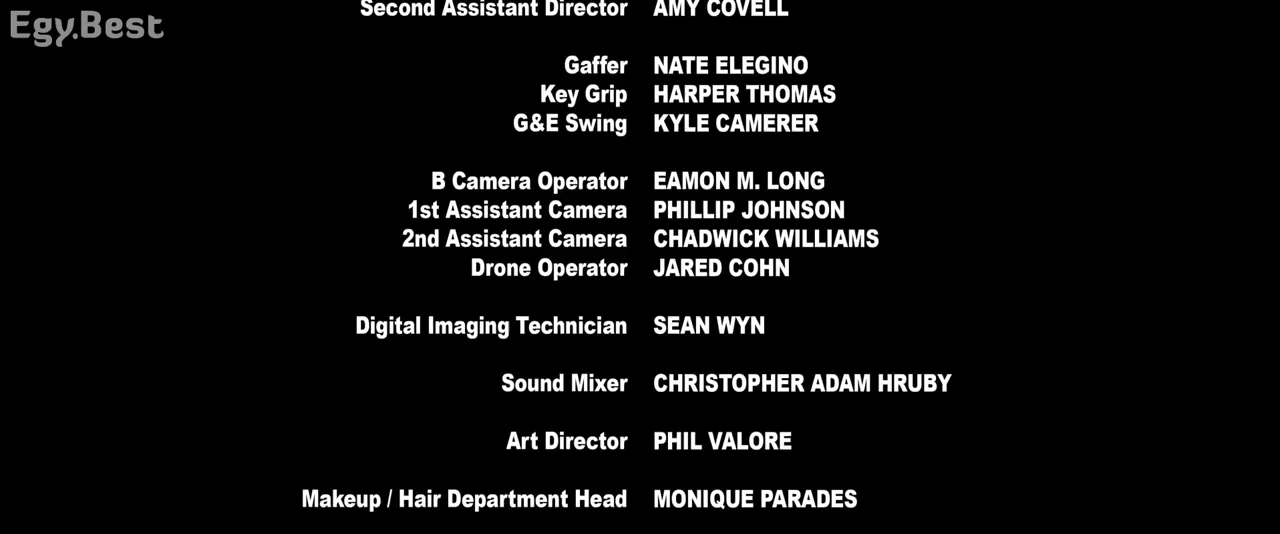 Egy.Best
Second Assistant Director AMY COVELL
Gaffer NATE ELEGINO
Key Grip HARPER THOMAS
G&E Swing KYLE CAMERER
B Camera Operator EAMON M. LONG
1st Assistant Camera PHILLIP JOHNSON
2nd Assistant Camera CHADWICK WILLIAMS
Drone Operator JARED COHN
Digital Imaging Technician SEAN WYN
Sound Mixer CHRISTOPHER ADAM HRUBY
Art Director PHIL VALORE
Makeup / Hair Department Head MONIQUE PARADES